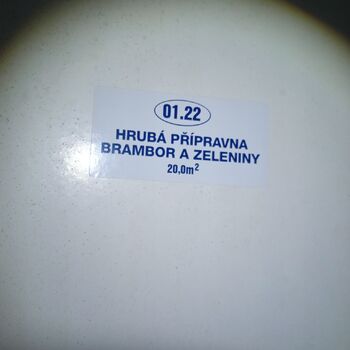 01.22
HRUBÁ PŘÍPRAVNA
BRAMBOR A ZELENINY
20,0m²